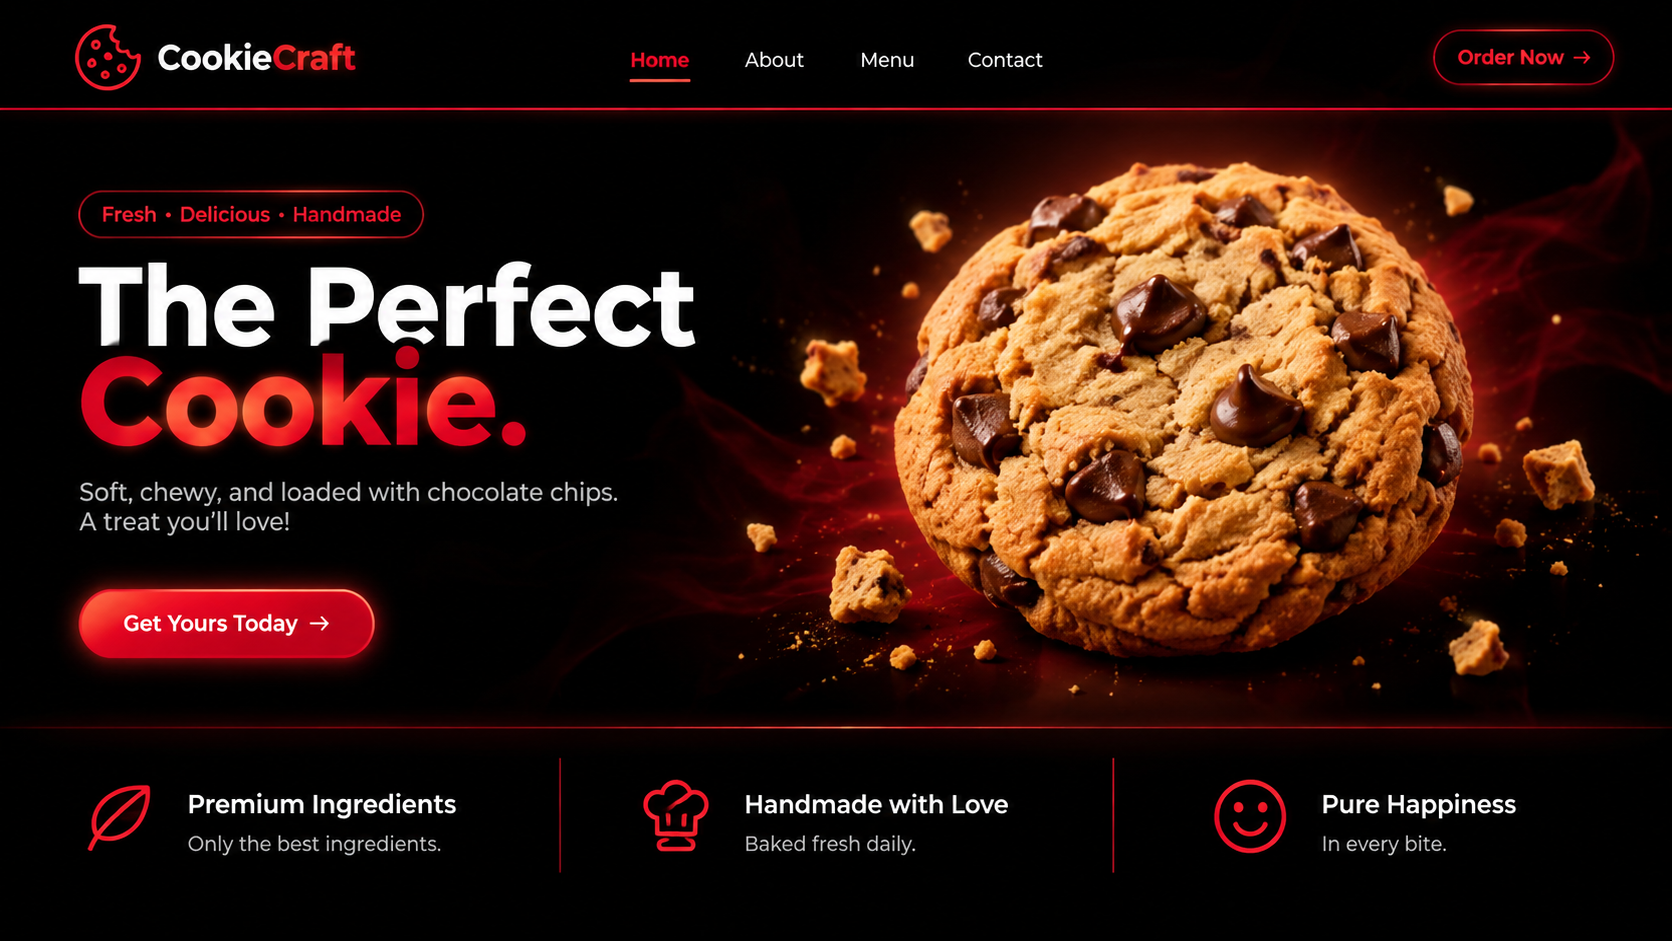 CookieCraft
Home
About
Menu
Contact
Order Now →
Fresh • Delicious • Handmade
The Perfect
Cookie.
Soft, chewy, and loaded with chocolate chips.
A treat you’ll love!
Get Yours Today →
Premium Ingredients
Only the best ingredients.
Handmade with Love
Baked fresh daily.
Pure Happiness
In every bite.